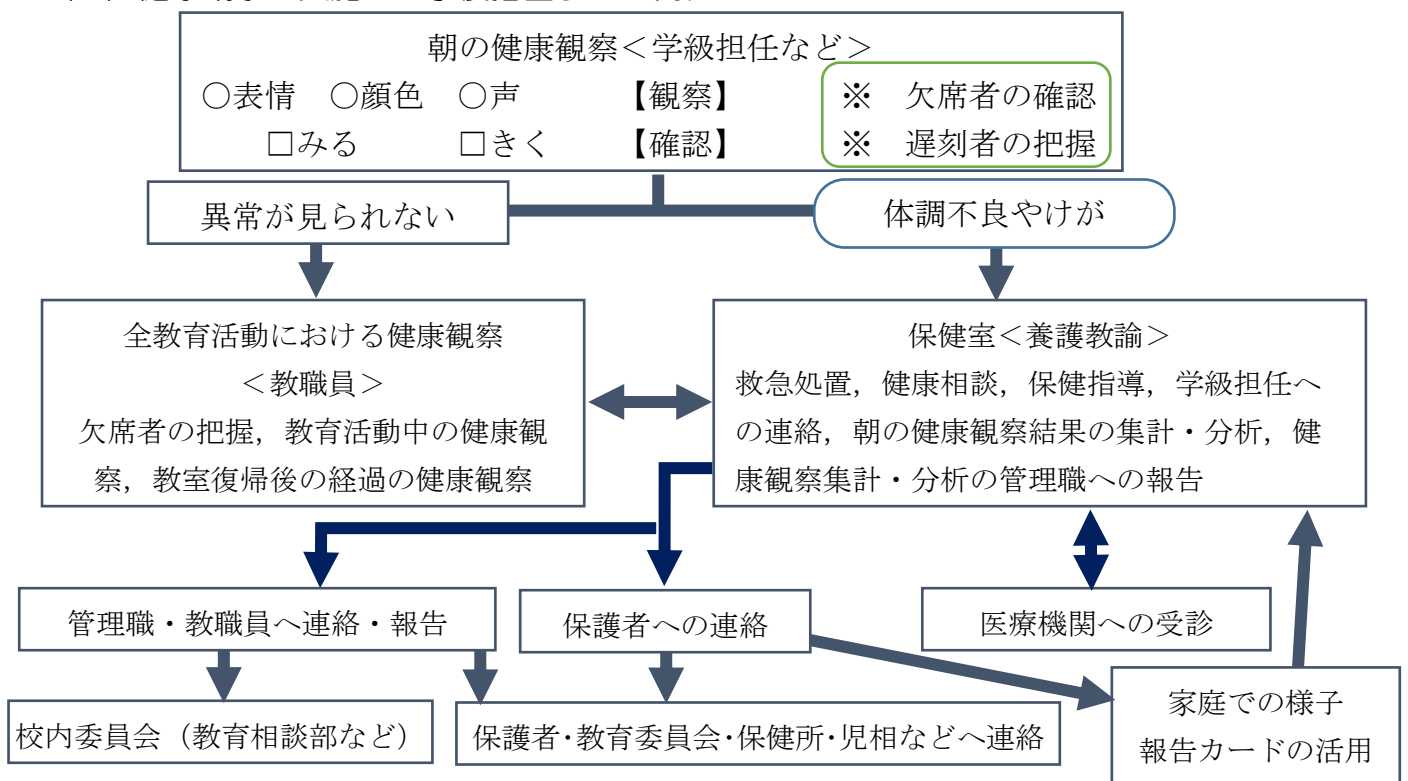 朝の健康観察＜学級担任など＞
○表情　○顔色　○声　【観察】　※　欠席者の確認
□みる　□きく　【確認】　※　遅刻者の把握
異常が見られない
体調不良やけが
全教育活動における健康観察
＜教職員＞
欠席者の把握，教育活動中の健康観
察，教室復帰後の経過の健康観察
保健室＜養護教諭＞
救急処置，健康相談，保健指導，学級担任へ
の連絡，朝の健康観察結果の集計・分析，健
康観察集計・分析の管理職への報告
管理職・教職員へ連絡・報告
保護者への連絡
医療機関への受診
校内委員会（教育相談部など）
保護者・教育委員会・保健所・児相などへ連絡
家庭での様子
報告カードの活用